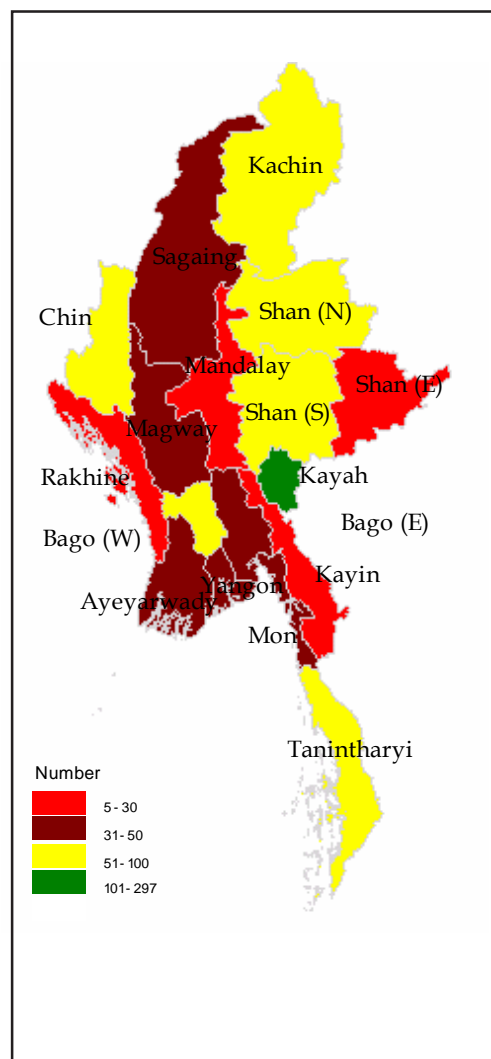 Kachin
Sagaing
Chin
Shan (N)
Mandalay
Shan (E)
Shan (S)
Magway
Rakhine
Kayah
Bago (W)
Bago (E)
Kayin
Yangon
Ayeyarwady
Mon
Tanintharyi
Number
5 - 30
31- 50
51- 100
101- 297